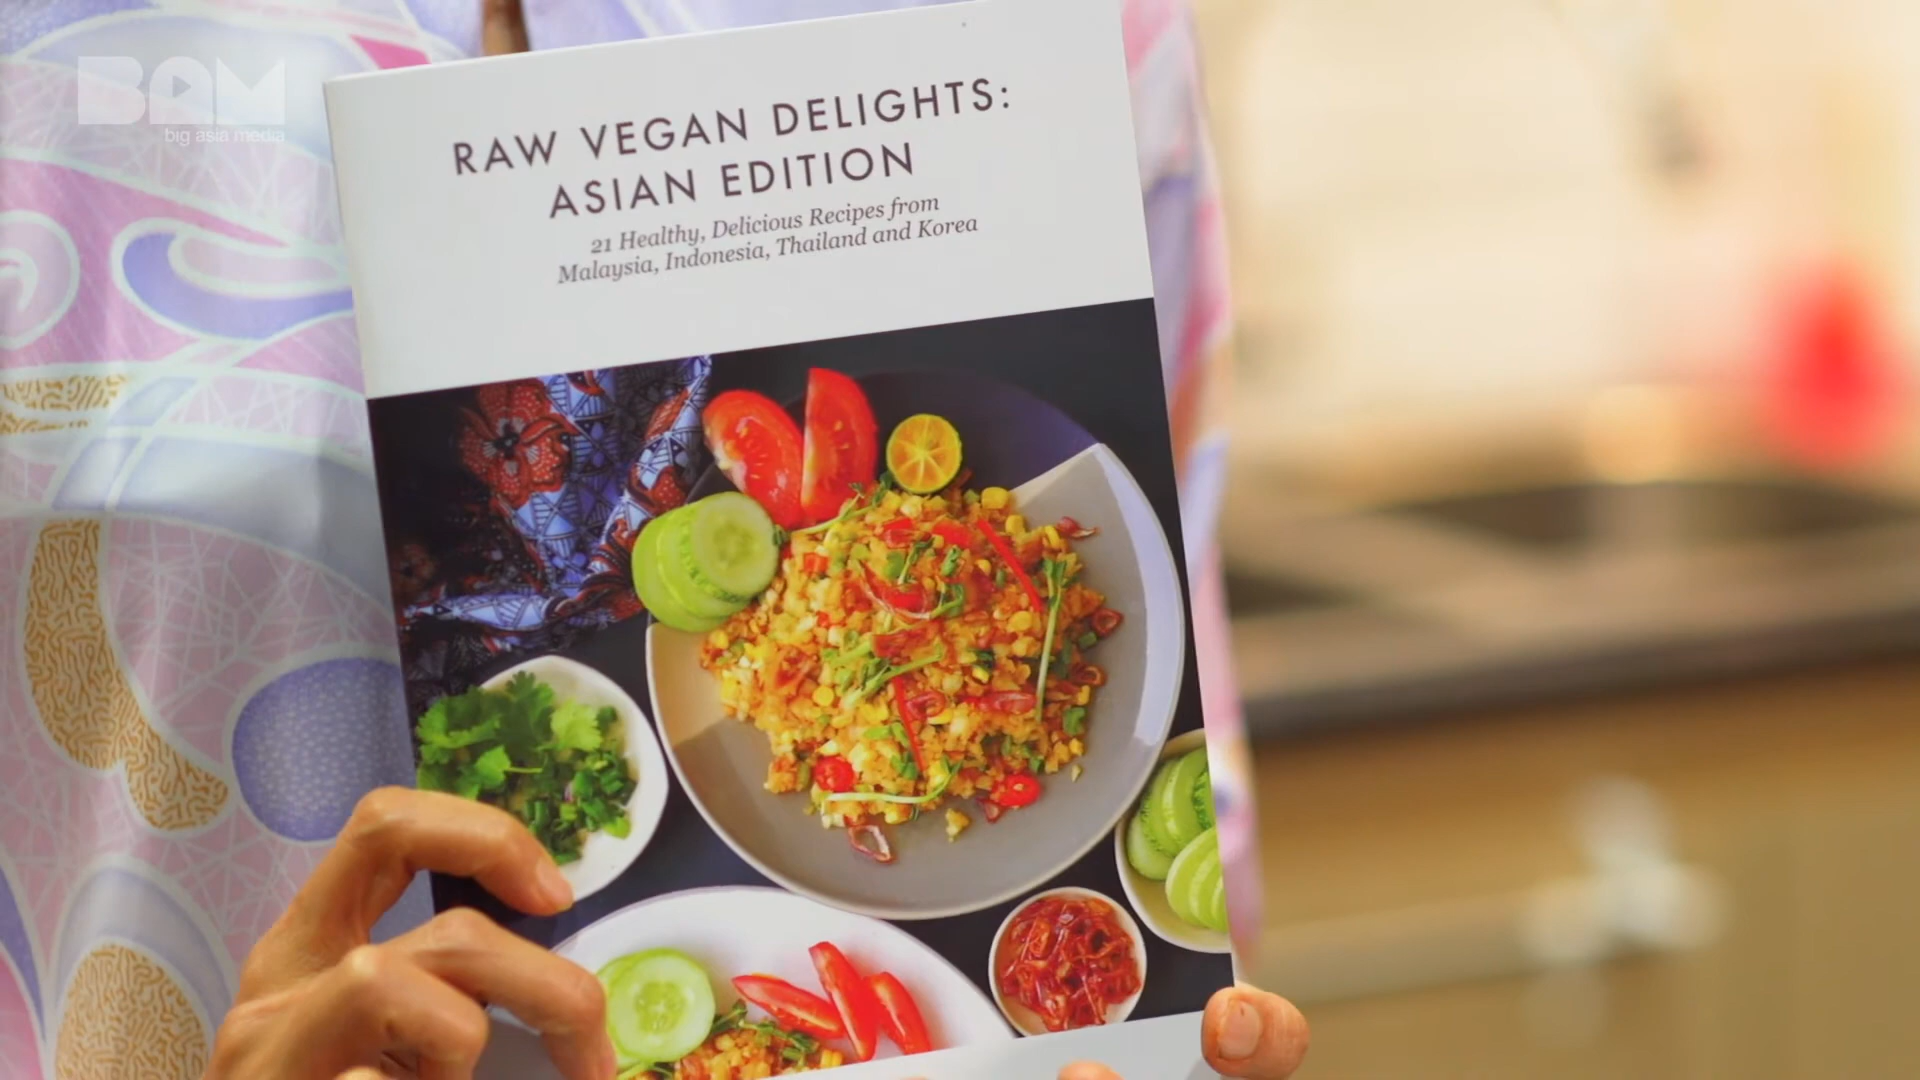 BAM
big asia media
RAW VEGAN DELIGHTS:
ASIAN EDITION
21 Healthy, Delicious Recipes from
Malaysia, Indonesia, Thailand and Korea